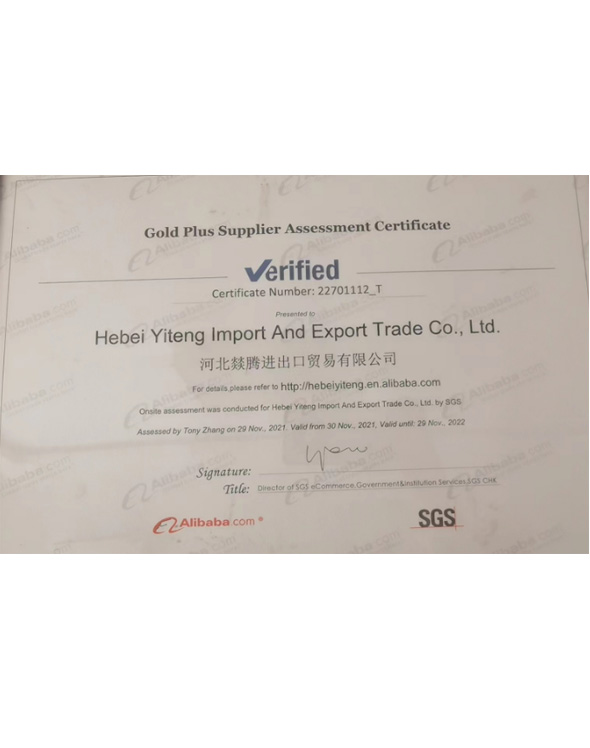 Gold Plus Supplier Assessment Certificate
Verified
Certificate Number: 22701112_T
Presented to
Hebei Yiteng Import And Export Trade Co., Ltd.
河北燚腾进出口贸易有限公司
For details,please refer to http://hebeiyiteng.en.alibaba.com
Onsite assessment was conducted for Hebei Yiteng Import And Export Trade Co., Ltd. by SGS
Assessed by Tony Zhang on 29 Nov., 2021. Valid from 30 Nov., 2021, Valid until: 29 Nov., 2022
Signature:
Title: Director of SGS eCommerce,Government&Institution Services,SGS CHN.
Alibaba.com®
SGS